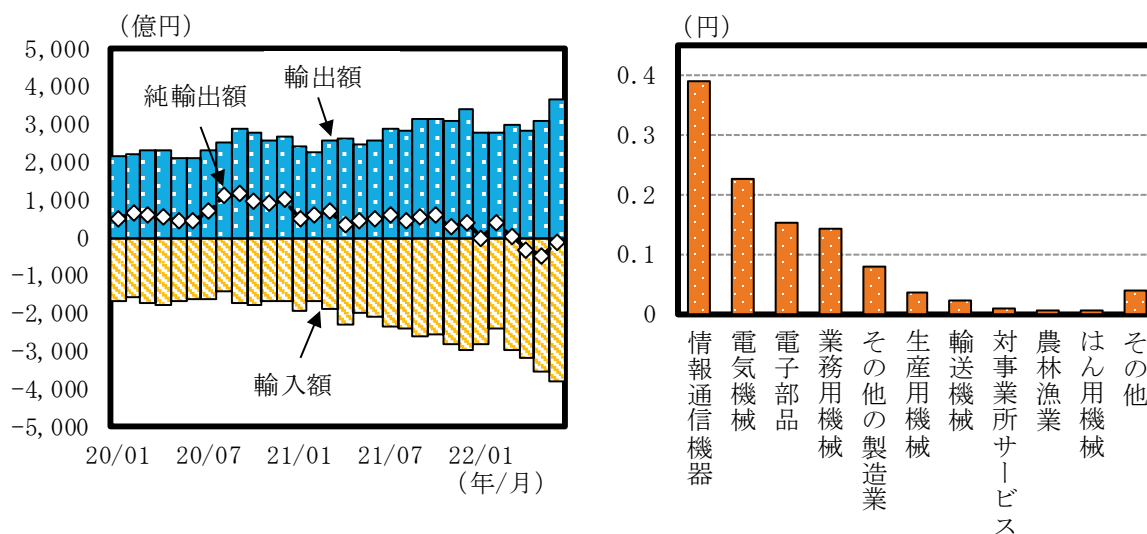 （億円）
5,000
4,000
3,000
2,000
1,000
0
-1,000
-2,000
-3,000
-4,000
-5,000
純輸出額
輸出額
輸入額
20/01 20/07 21/01 21/07 22/01
（年/月）
（円）
0.4
0.3
0.2
0.1
0
情報通信機器
電気機械
電子部品
業務用機械
その他の製造業
生産用機械
輸送機械
対事業所サービス
農林漁業
はん用機械
その他